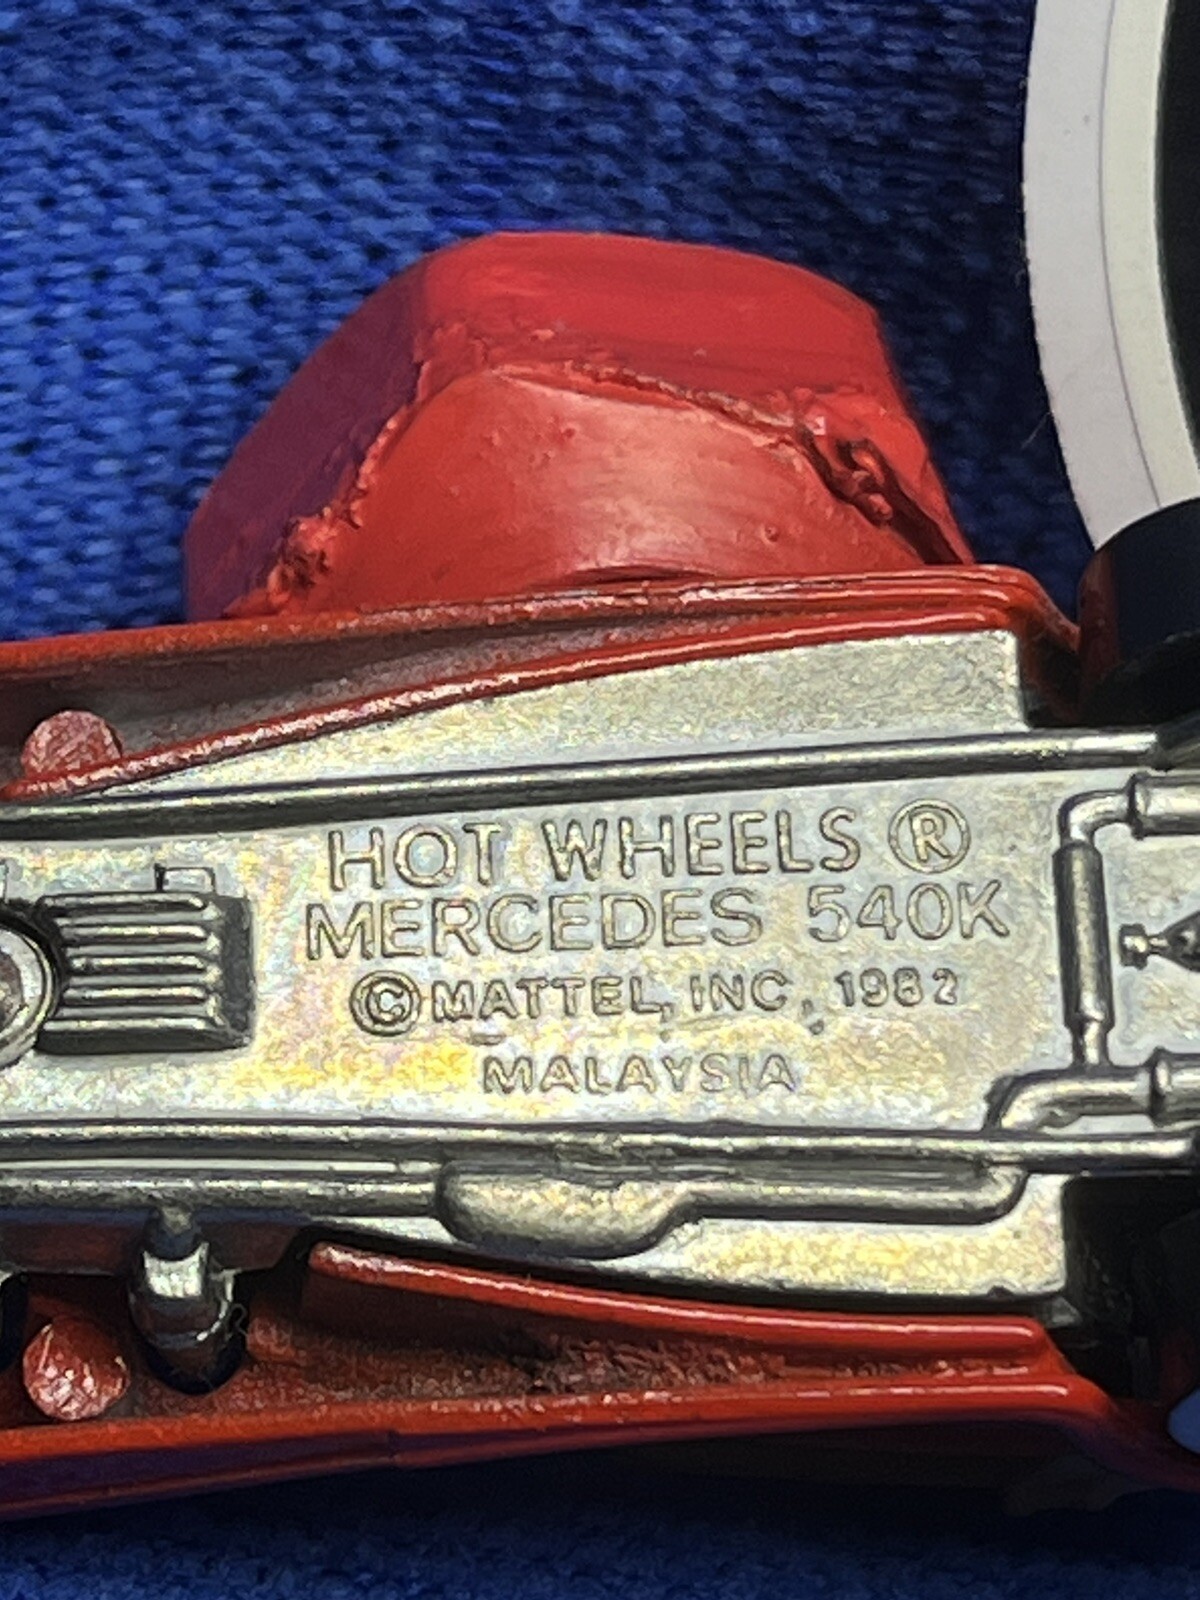 HOT WHEELS ®
MERCEDES 540K
© MATTEL, INC, 1982
MALAYSIA